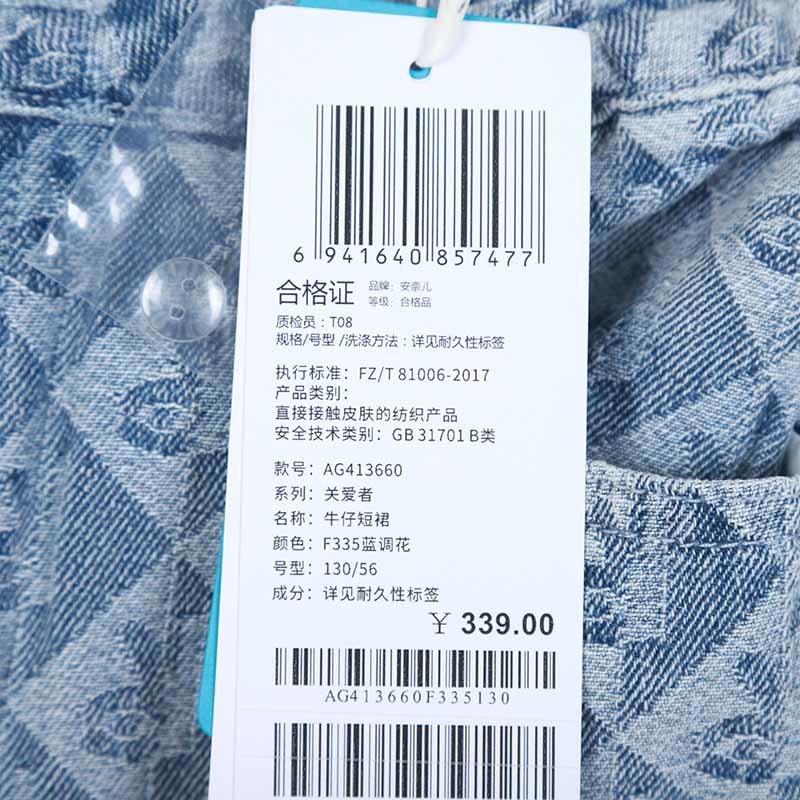 6 941640 857477
合格证
品牌：安奈儿
等级：合格品
质检员：T08
规格/号型 /洗涤方法：详见耐久性标签
执行标准：FZ/T 81006-2017
产品类别：
直接接触皮肤的纺织产品
安全技术类别：GB 31701 B类
款号：AG413660
系列：关爱者
名称：牛仔短裙
颜色：F335蓝调花
号型：130/56
成分：详见耐久性标签
￥ 339.00
AG413660F335130